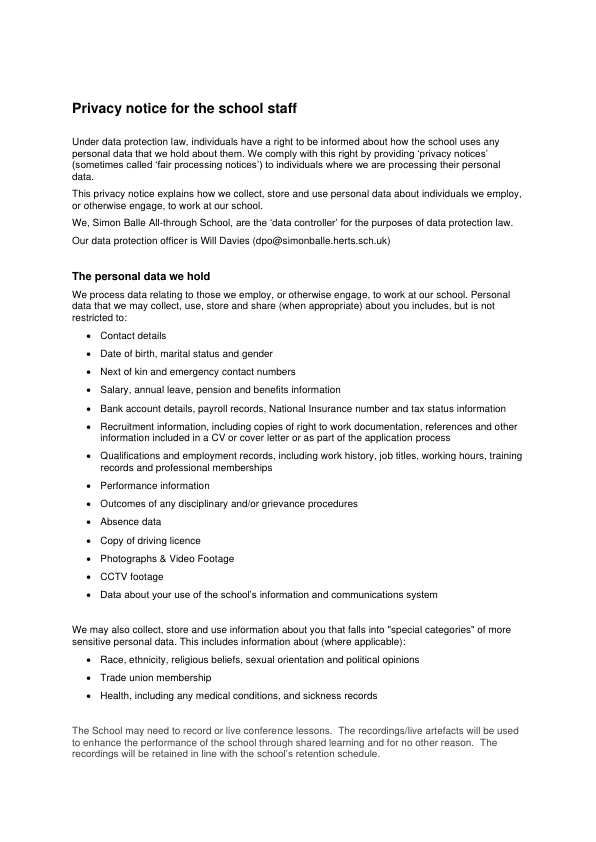 Privacy notice for the school staff
Under data protection law, individuals have a right to be informed about how the school uses any
personal data that we hold about them. We comply with this right by providing ‘privacy notices’
(sometimes called ‘fair processing notices’) to individuals where we are processing their personal
data.
This privacy notice explains how we collect, store and use personal data about individuals we employ,
or otherwise engage, to work at our school.
We, Simon Balle All-through School, are the ‘data controller’ for the purposes of data protection law.
Our data protection officer is Will Davies (dpo@simonballe.herts.sch.uk)
The personal data we hold
We process data relating to those we employ, or otherwise engage, to work at our school. Personal
data that we may collect, use, store and share (when appropriate) about you includes, but is not
restricted to:
• Contact details
• Date of birth, marital status and gender
• Next of kin and emergency contact numbers
• Salary, annual leave, pension and benefits information
• Bank account details, payroll records, National Insurance number and tax status information
• Recruitment information, including copies of right to work documentation, references and other
information included in a CV or cover letter or as part of the application process
• Qualifications and employment records, including work history, job titles, working hours, training
records and professional memberships
• Performance information
• Outcomes of any disciplinary and/or grievance procedures
• Absence data
• Copy of driving licence
• Photographs & Video Footage
• CCTV footage
• Data about your use of the school’s information and communications system
We may also collect, store and use information about you that falls into "special categories" of more
sensitive personal data. This includes information about (where applicable):
• Race, ethnicity, religious beliefs, sexual orientation and political opinions
• Trade union membership
• Health, including any medical conditions, and sickness records
The School may need to record or live conference lessons. The recordings/live artefacts will be used
to enhance the performance of the school through shared learning and for no other reason. The
recordings will be retained in line with the school’s retention schedule.